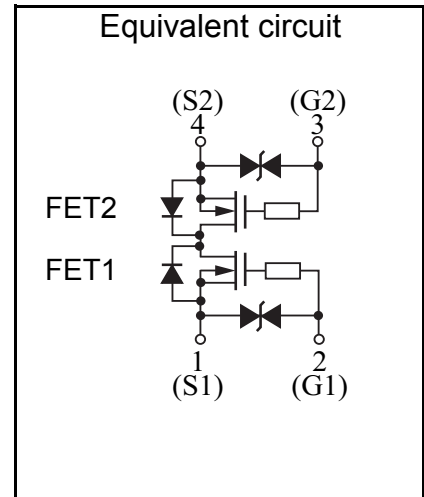 Equivalent circuit
(S2) (G2)
4 3
FET2
FET1
1 2
(S1) (G1)